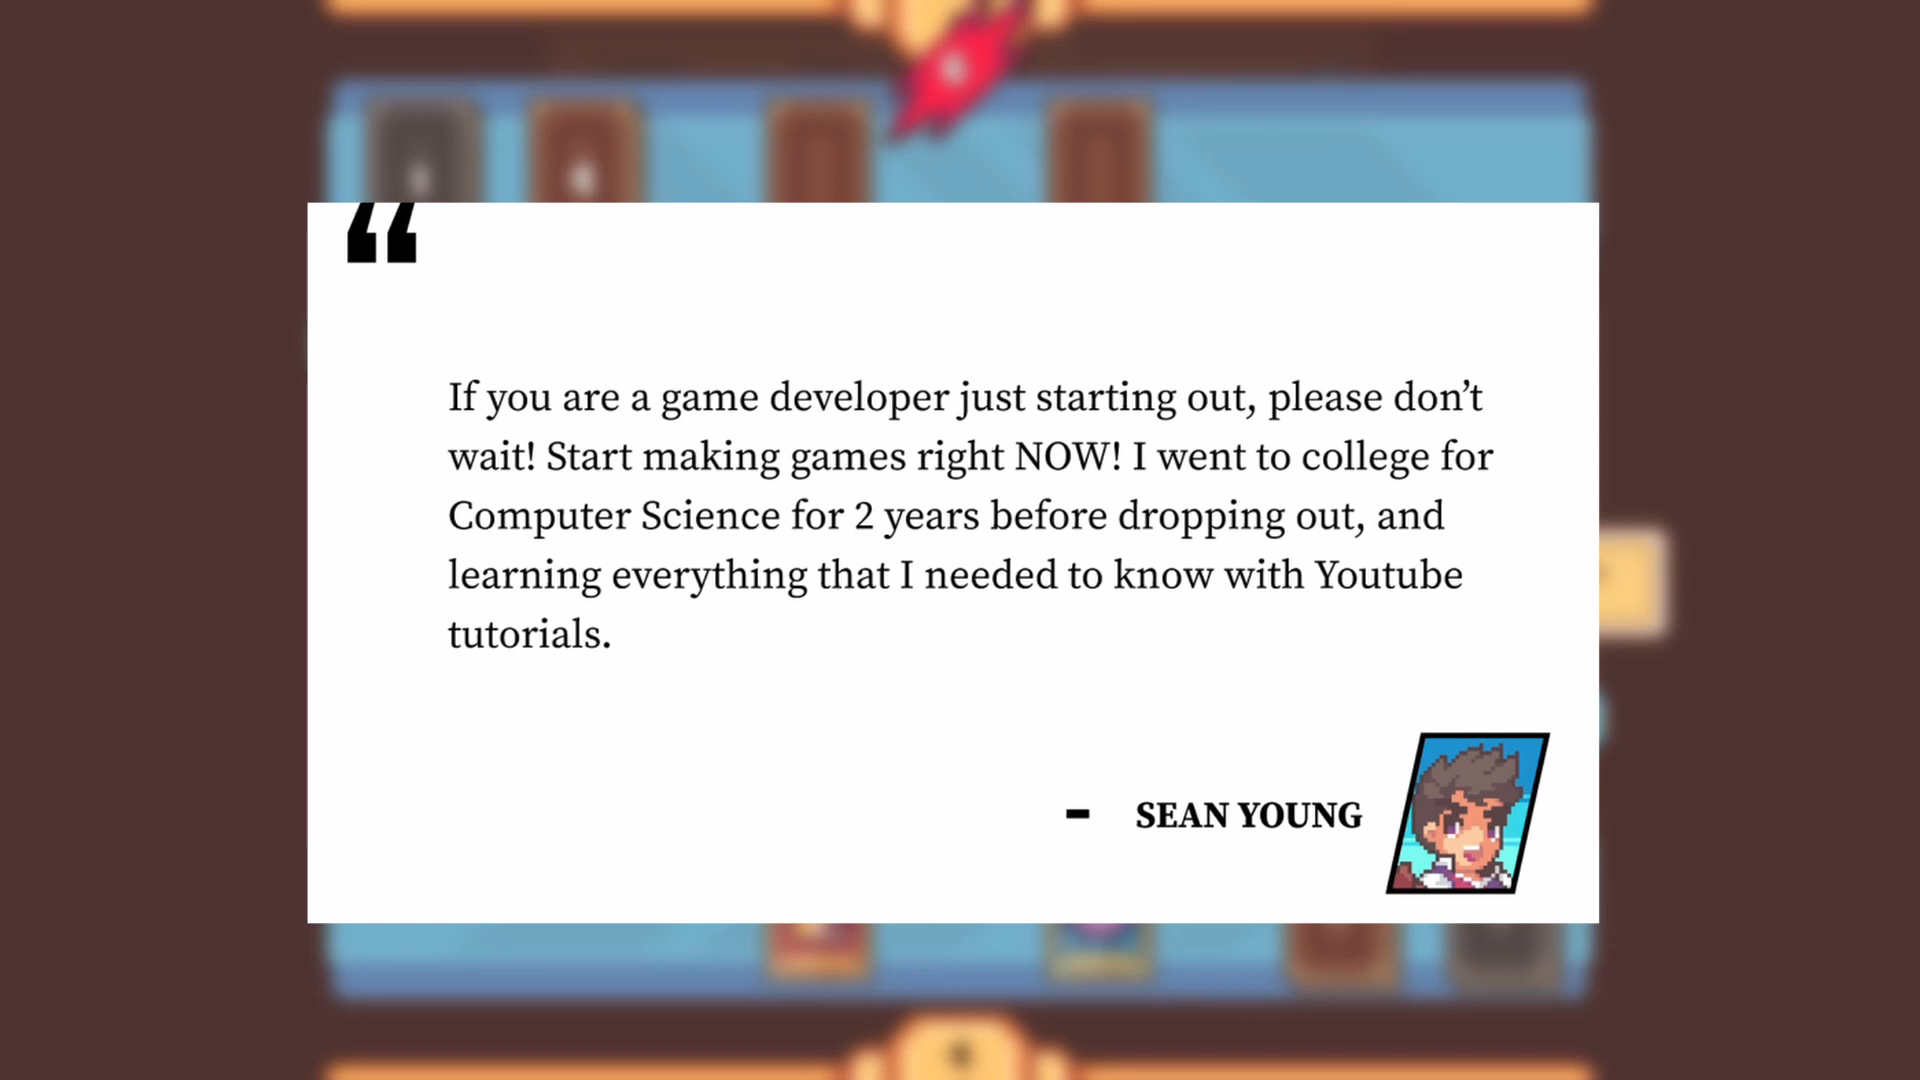 “
If you are a game developer just starting out, please don’t
wait! Start making games right NOW! I went to college for
Computer Science for 2 years before dropping out, and
learning everything that I needed to know with Youtube
tutorials.
- SEAN YOUNG